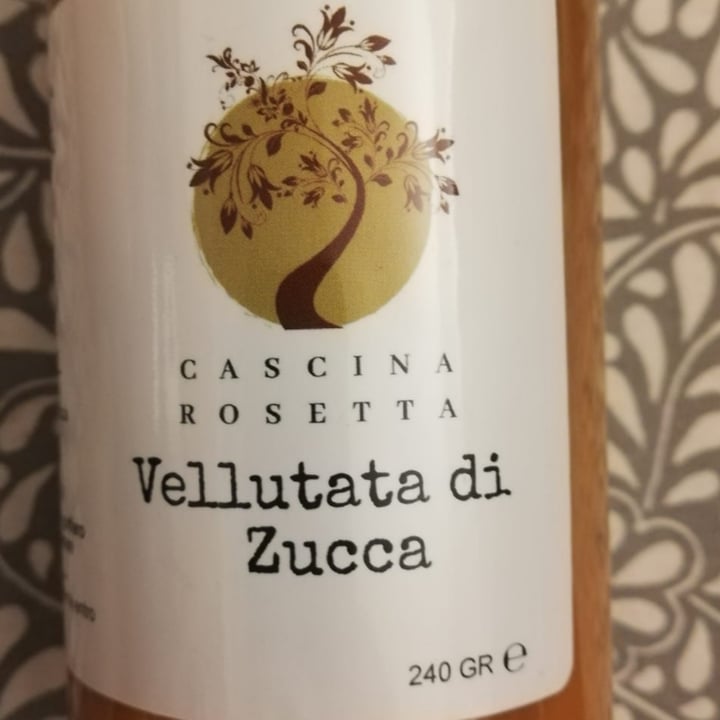 CASCINA
ROSETTA
Vellutata di
Zucca
240 GR ℮